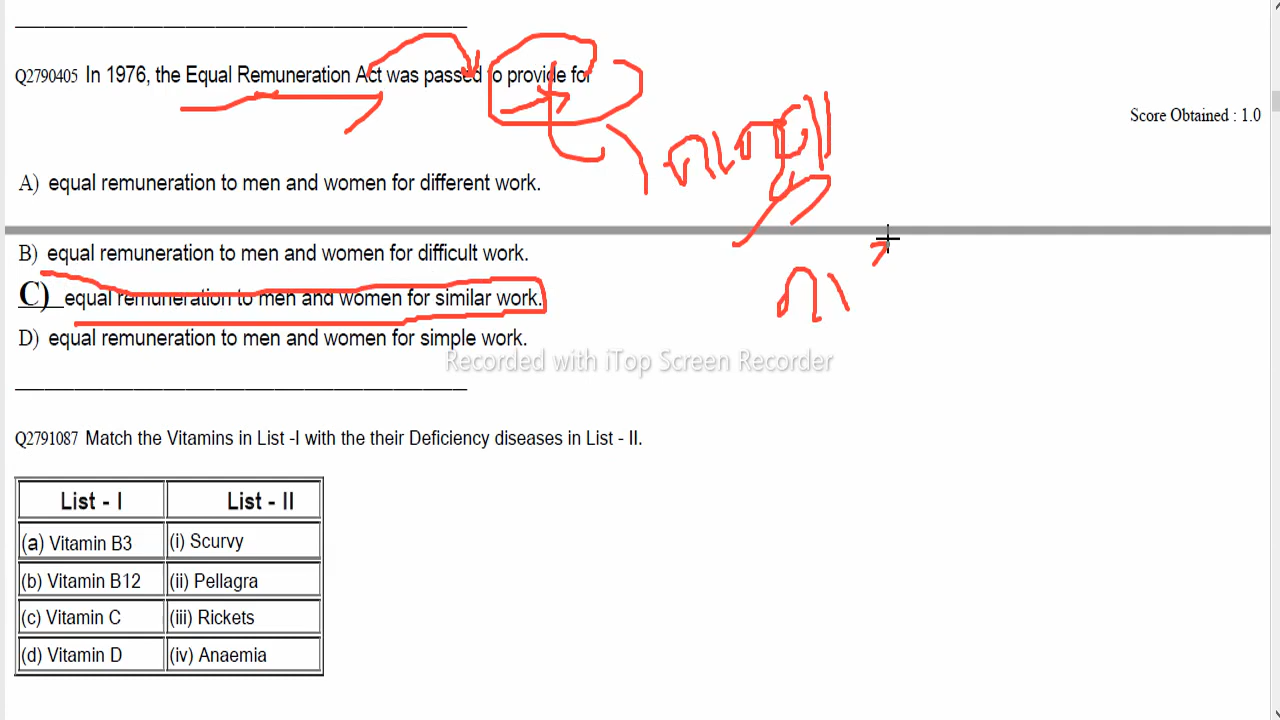 Q2790405 In 1976, the Equal Remuneration Act was passed to provide for
Score Obtained : 1.0
A) equal remuneration to men and women for different work.
B) equal remuneration to men and women for difficult work.
C) equal remuneration to men and women for similar work.
D) equal remuneration to men and women for simple work.
Recorded with iTop Screen Recorder
Q2791087 Match the Vitamins in List -I with the their Deficiency diseases in List - II.
List - I List - II
(a) Vitamin B3 (i) Scurvy
(b) Vitamin B12 (ii) Pellagra
(c) Vitamin C (iii) Rickets
(d) Vitamin D (iv) Anaemia